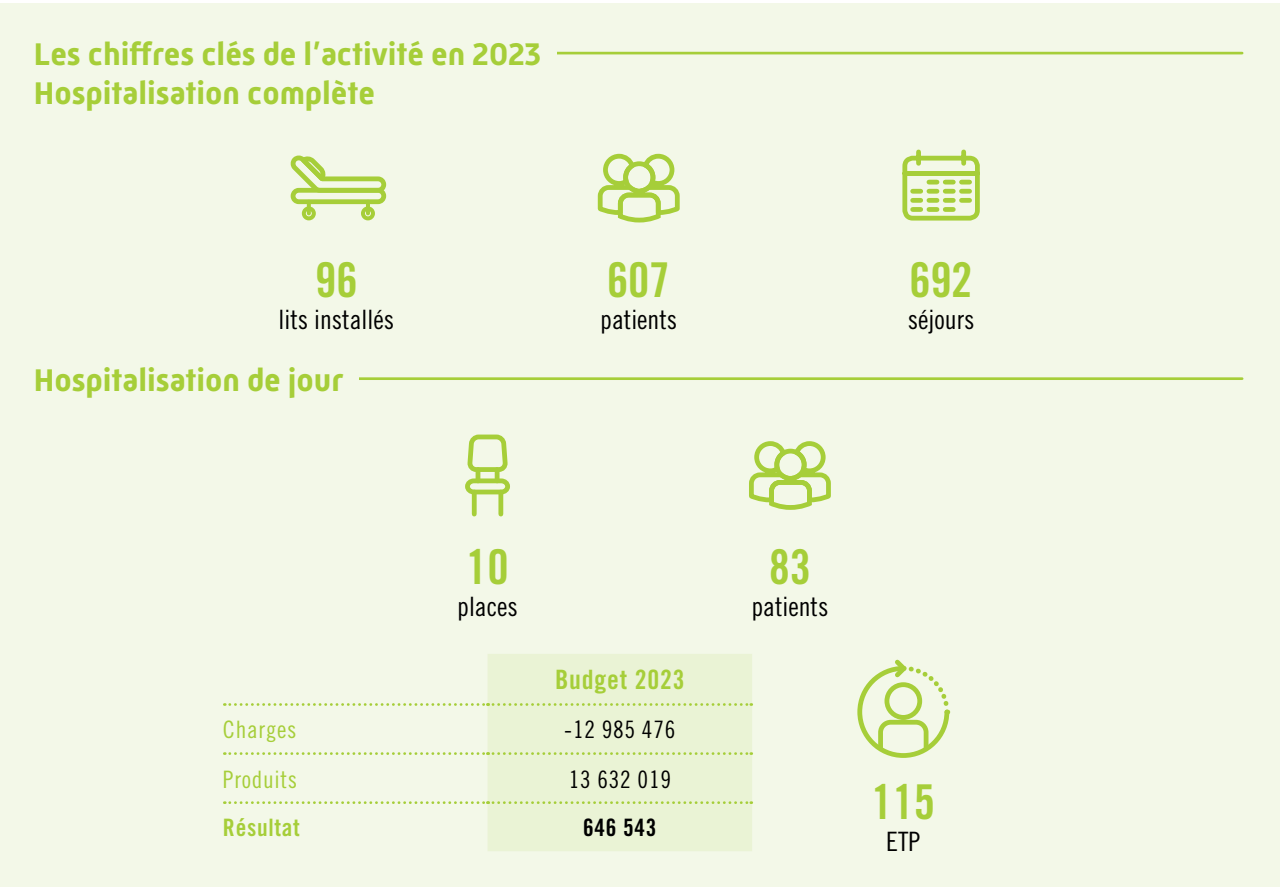 Les chiffres clés de l'activité en 2023
Hospitalisation complète
96
lits installés
607
patients
692
séjours
Hospitalisation de jour
10
places
83
patients
Budget 2023
Charges -12 985 476
Produits 13 632 019
Résultat 646 543
115
ETP